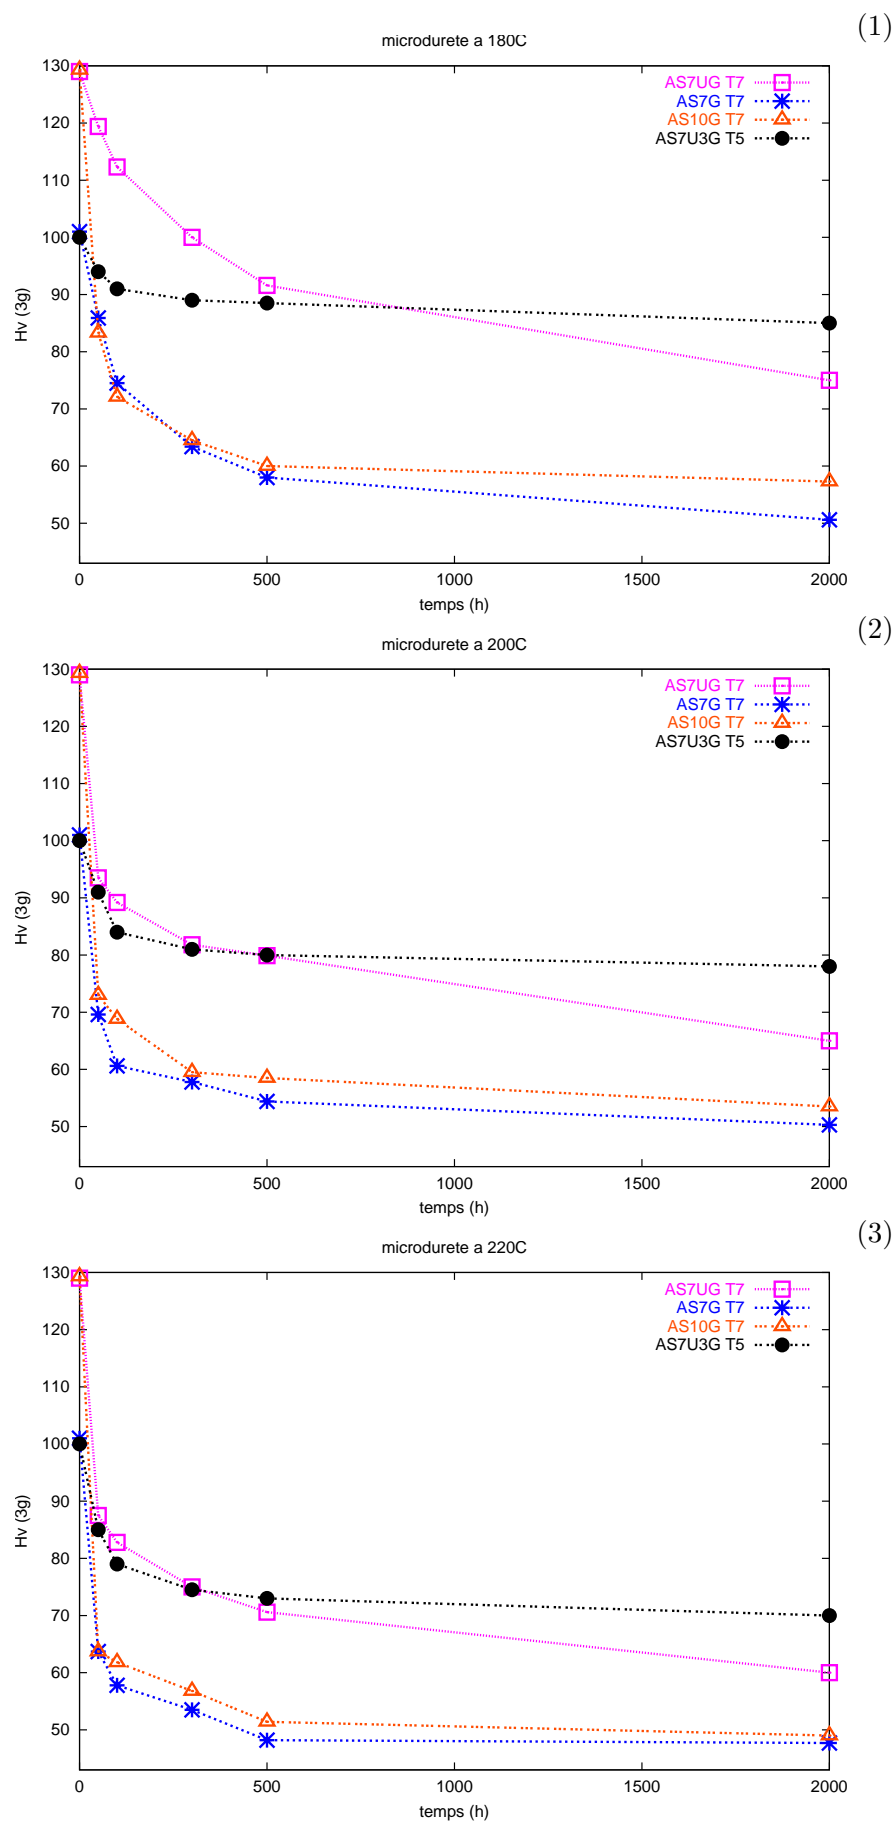 (1)
microdurete a 180C
130
120
110
100
90
80
70
60
50
Hv (3g)
0 500 1000 1500 2000
temps (h)
AS7UG T7
AS7G T7
AS10G T7
AS7U3G T5
(2)
microdurete a 200C
130
120
110
100
90
80
70
60
50
Hv (3g)
0 500 1000 1500 2000
temps (h)
AS7UG T7
AS7G T7
AS10G T7
AS7U3G T5
(3)
microdurete a 220C
130
120
110
100
90
80
70
60
50
Hv (3g)
0 500 1000 1500 2000
temps (h)
AS7UG T7
AS7G T7
AS10G T7
AS7U3G T5